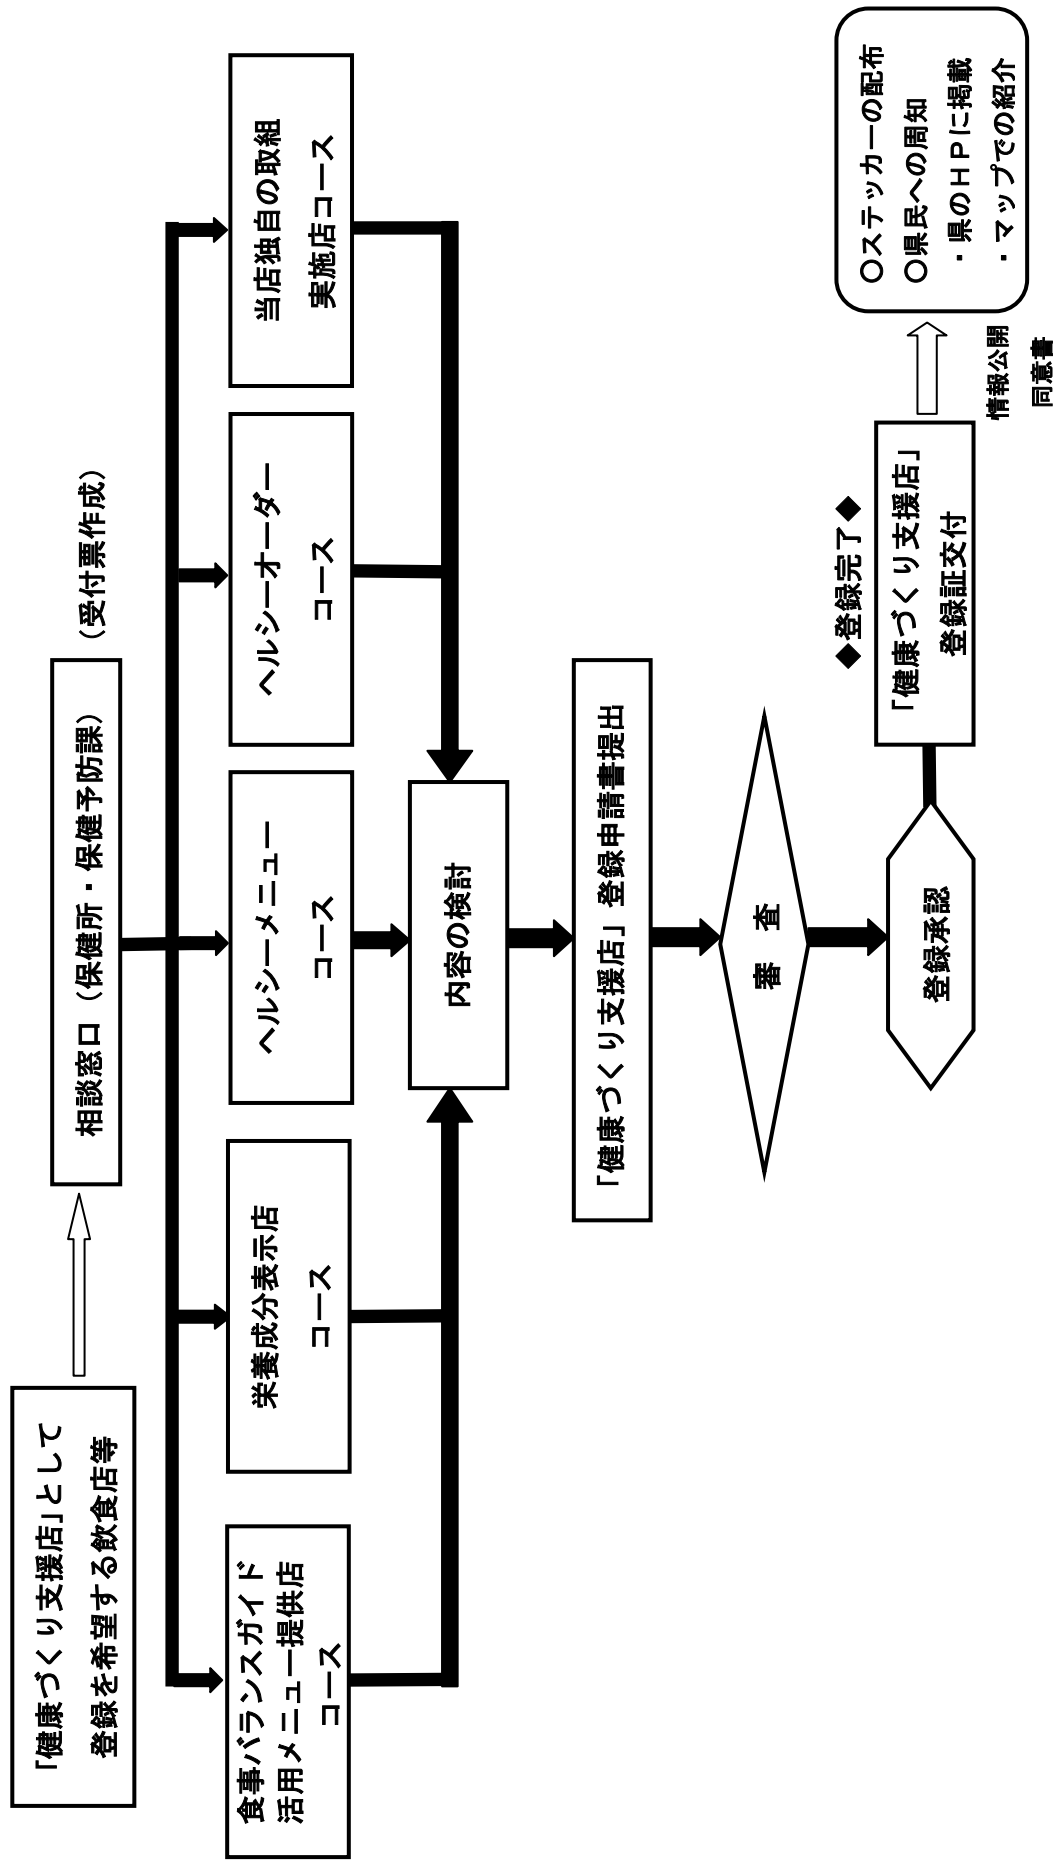 「健康づくり支援店」として
登録を希望する飲食店等
相談窓口（保健所・保健予防課）
（受付票作成）
食事バランスガイド
活用メニュー提供店
コース
栄養成分表示店
コース
ヘルシーメニュー
コース
ヘルシーオーダー
コース
当店独自の取組
実施店コース
内容の検討
「健康づくり支援店」登録申請書提出
審　査
登録承認
◆登録完了◆
「健康づくり支援店」
登録証交付
情報公開
同意書
○ステッカーの配布
○県民への周知
・県のＨＰに掲載
・マップでの紹介